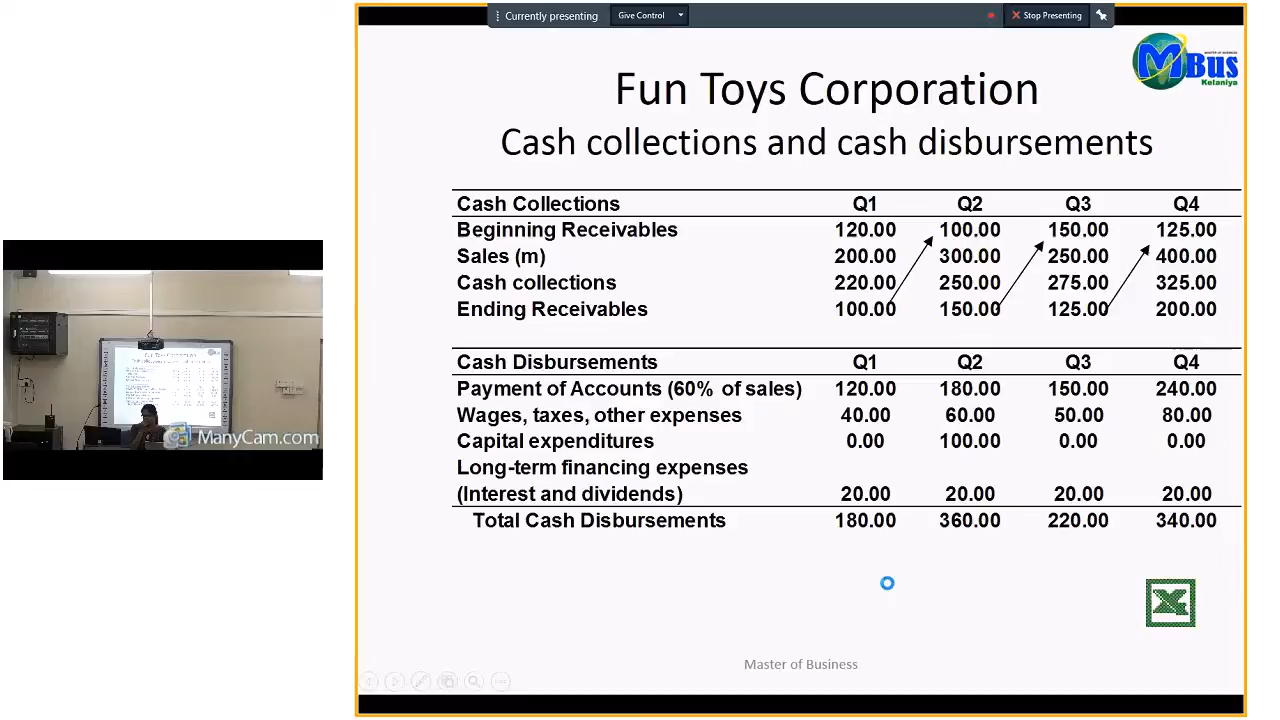 Currently presenting Give Control Stop Presenting
MASTER OF BUSINESS
MBus
Kelaniya
Fun Toys Corporation
Cash collections and cash disbursements
Cash Collections Q1 Q2 Q3 Q4
Beginning Receivables 120.00 100.00 150.00 125.00
Sales (m) 200.00 300.00 250.00 400.00
Cash collections 220.00 250.00 275.00 325.00
Ending Receivables 100.00 150.00 125.00 200.00
Cash Disbursements Q1 Q2 Q3 Q4
Payment of Accounts (60% of sales) 120.00 180.00 150.00 240.00
Wages, taxes, other expenses 40.00 60.00 50.00 80.00
Capital expenditures 0.00 100.00 0.00 0.00
Long-term financing expenses
(Interest and dividends) 20.00 20.00 20.00 20.00
Total Cash Disbursements 180.00 360.00 220.00 340.00
Master of Business
Fun Toys Corporation
ManyCam.com